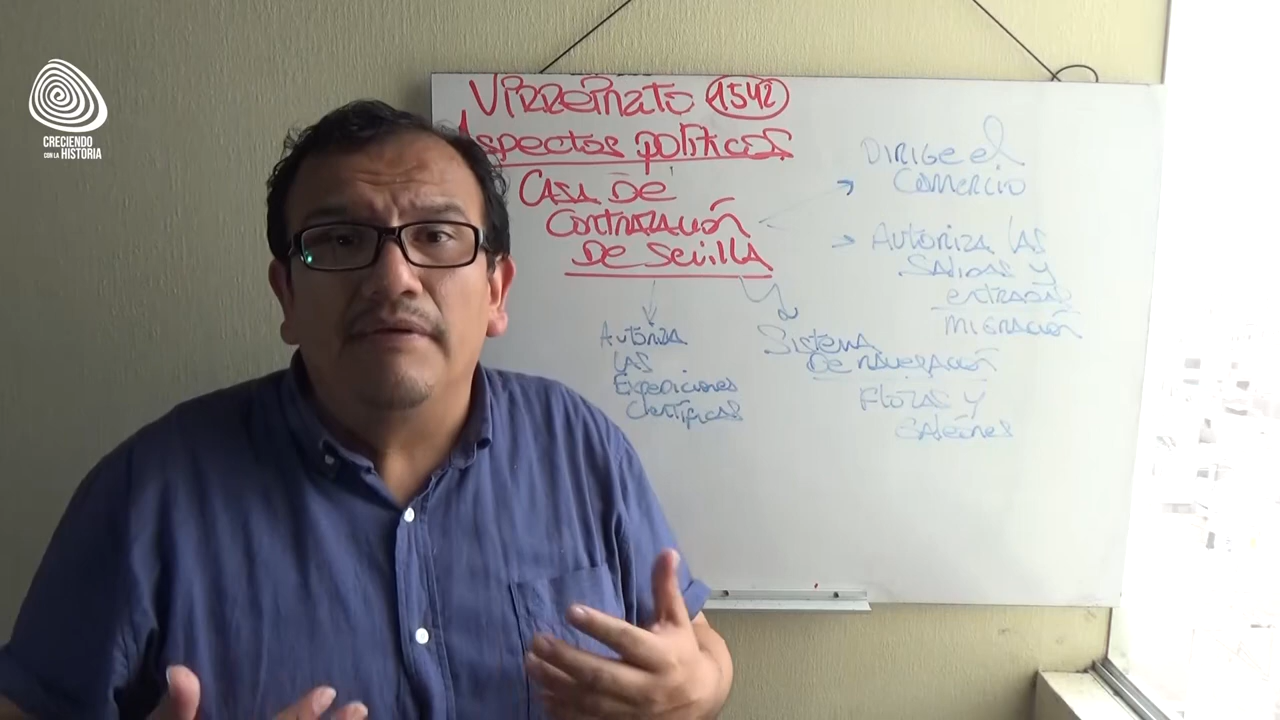 CRECIENDO
CON LA HISTORIA
VIRREINATO 1542
Aspectos políticos
CASA DE
CONTRATACIÓN
DE SEVILLA
DIRIGE el
COMERCIO
AUTORIZA LAS
SALIDAS Y
ENTRADAS
MIGRACIÓN
AUTORIZA
LAS
EXPEDICIONES
CIENTÍFICAS
SISTEMA
DE NAVEGACIÓN
FLOTAS Y
GALEONES